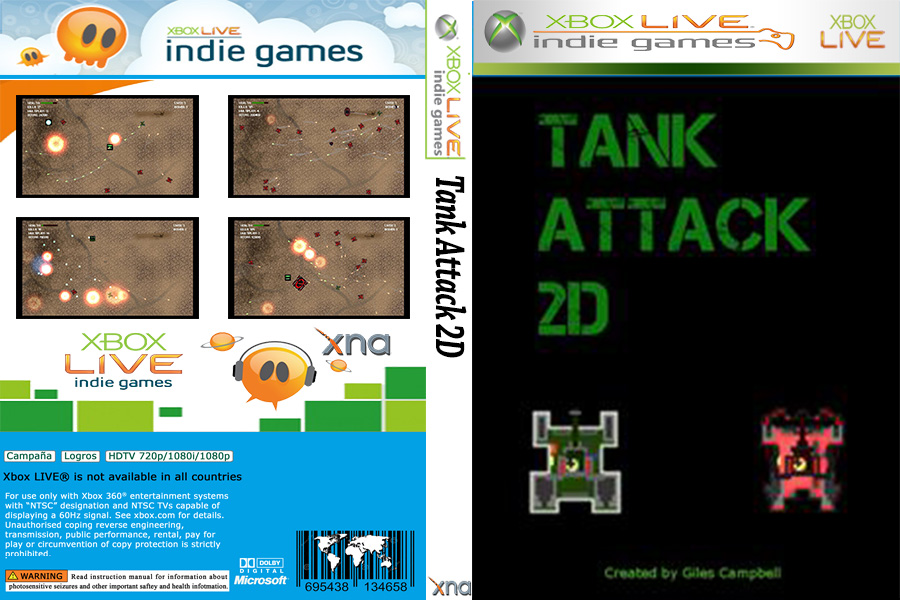 XBOX LIVE
indie games
XBOX LIVE
indie games
xna
Campaña
Logros
HDTV 720p/1080i/1080p
Xbox LIVE® is not available in all countries
For use only with Xbox 360® entertainment systems
with "NTSC" designation and NTSC TVs capable of
displaying a 60Hz signal. See xbox.com for details.
Unauthorised coping reverse engineering,
transmission, public performance, rental, pay for
play or circumvention of copy protection is strictly
prohibited.
WARNING Read instruction manual for information about
photosensitive seizures and other important saftey and health infotmation.
DOLBY
DIGITAL
Microsoft
695438 134658
XBOX LIVE
indie games
Tank Attack 2D
xna
XBOX LIVE
indie games
XBOX
LIVE
TANK
ATTACK
2D
Created by Giles Campbell